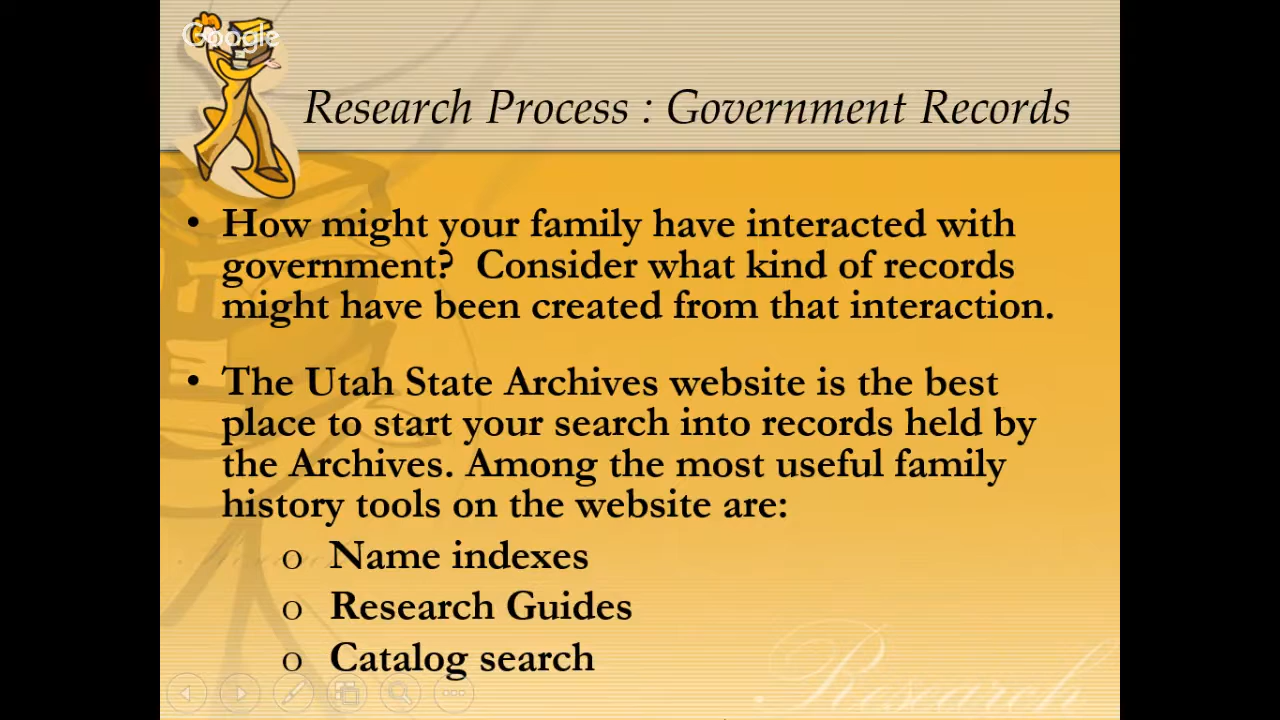 Google
Research Process : Government Records
• How might your family have interacted with
government? Consider what kind of records
might have been created from that interaction.
• The Utah State Archives website is the best
place to start your search into records held by
the Archives. Among the most useful family
history tools on the website are:
o Name indexes
o Research Guides
o Catalog search
Research